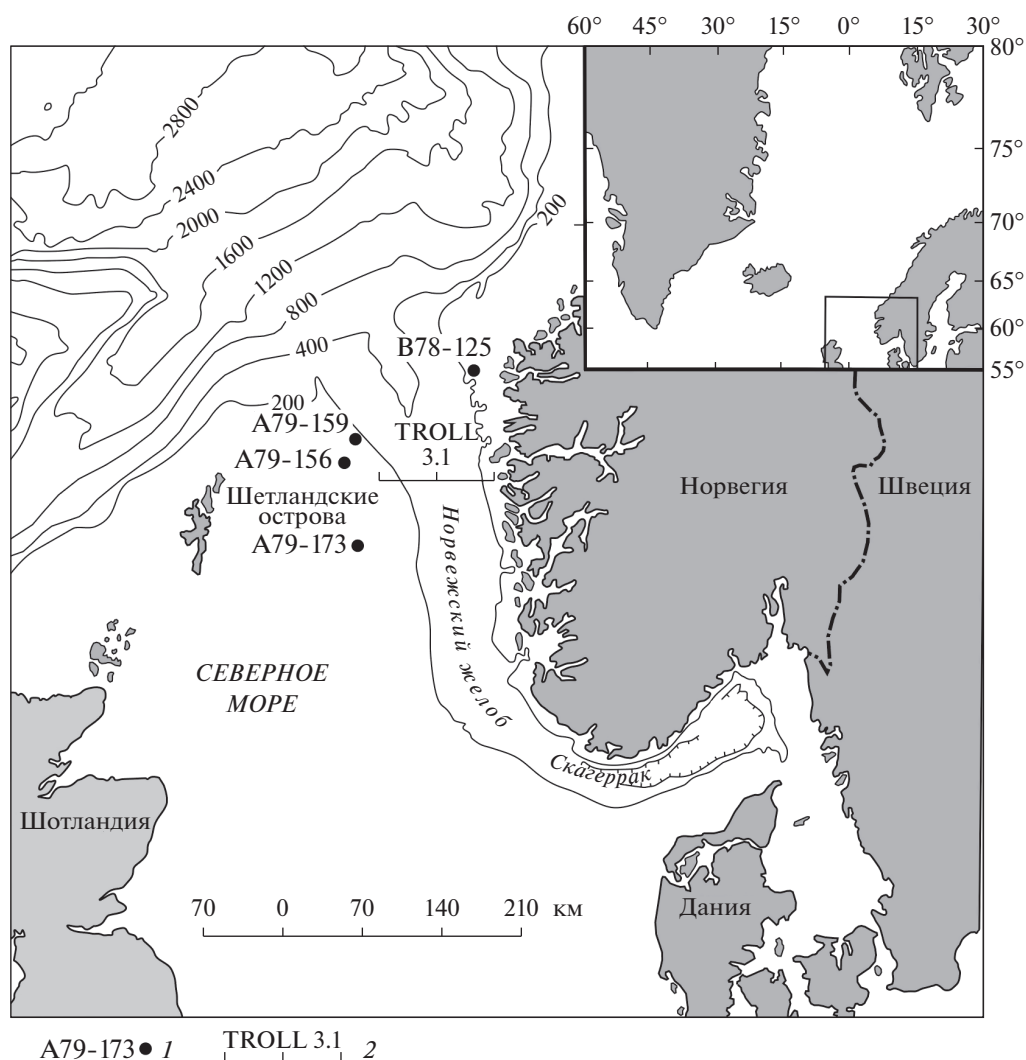 60° 45° 30° 15° 0° 15° 30°
80°
75°
70°
65°
60°
55°
2800
2400
2000
1600
1200
800
400
200
200
B78-125
A79-159
TROLL
3.1
A79-156
Шетландские
острова
A79-173
Норвежский желоб
Норвегия
Швеция
СЕВЕРНОЕ
МОРЕ
Скагеррак
Шотландия
Дания
70 0 70 140 210 км
A79-173 1 TROLL 3.1 2